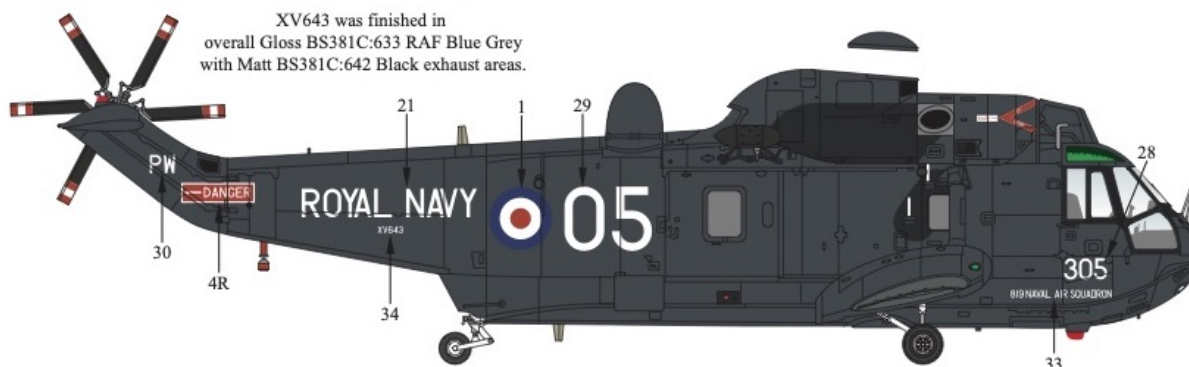 XV643 was finished in
overall Gloss BS381C:633 RAF Blue Grey
with Matt BS381C:642 Black exhaust areas.
21
1
29
28
PW
DANGER
ROYAL NAVY
05
XV643
30
4R
34
305
819 NAVAL AIR SQUADRON
33